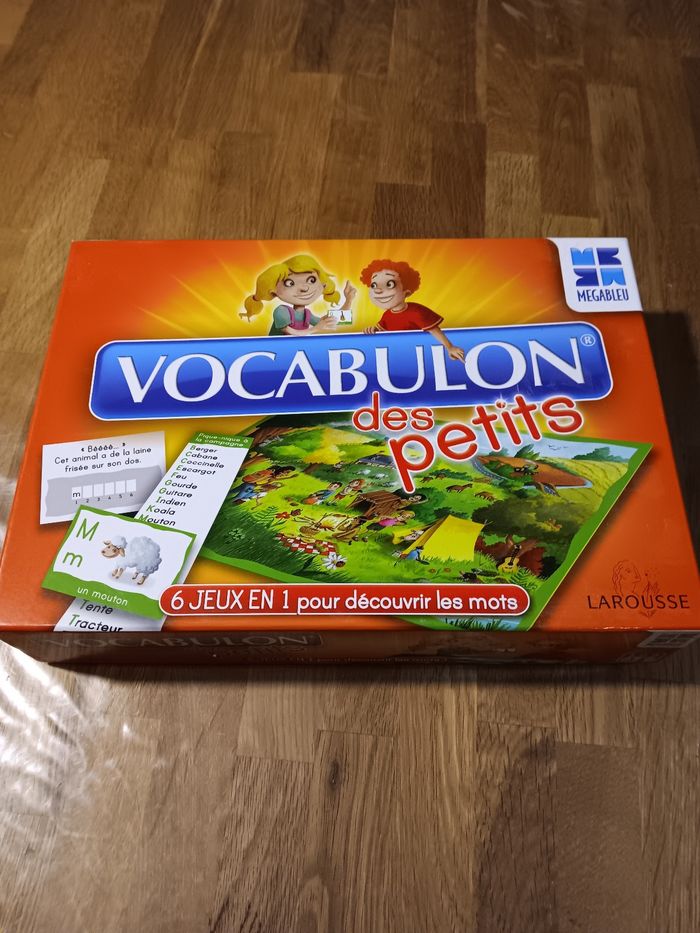 MEGABLEU
VOCABULON®
des petits
« Bêêêê... »
Cet animal a de la laine
frisée sur son dos.
m
1 2 3 4 5 6
Pique-nique à
la campagne
Berger
Cabane
Coccinelle
Escargot
Feu
Gourde
Guitare
Indien
Koala
Mouton
M
m
un mouton
Tente
Tracteur
6 JEUX EN 1 pour découvrir les mots
LAROUSSE
VOCABULON
petits